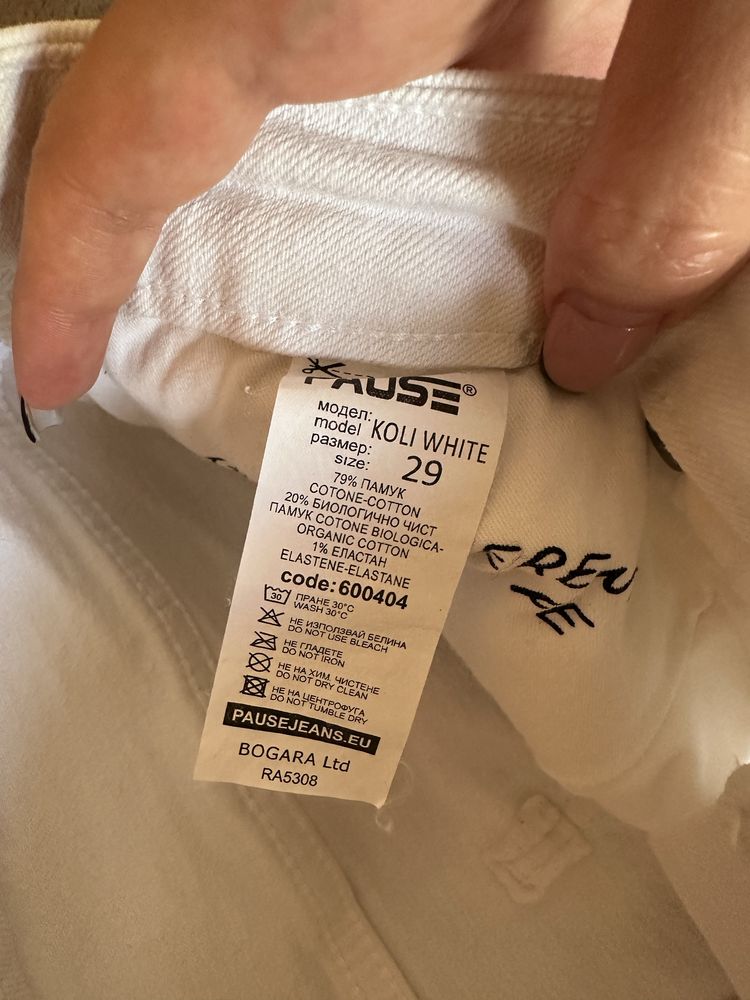 PAUSE®
модел:
model KOLI WHITE
размер:
size: 29
79% ПАМУК
COTONE-COTTON
20% БИОЛОГИЧНО ЧИСТ
ПАМУК COTONE BIOLOGICA-
ORGANIC COTTON
1% ЕЛАСТАН
ELASTENE-ELASTANE
code:600404
30 ПРАНЕ 30°C
WASH 30°C
НЕ ИЗПОЛЗВАЙ БЕЛИНА
DO NOT USE BLEACH
НЕ ГЛАДЕТЕ
DO NOT IRON
НЕ НА ХИМ. ЧИСТЕНЕ
DO NOT DRY CLEAN
НЕ НА ЦЕНТРОФУГА
DO NOT TUMBLE DRY
PAUSEJEANS.EU
BOGARA Ltd
RA5308